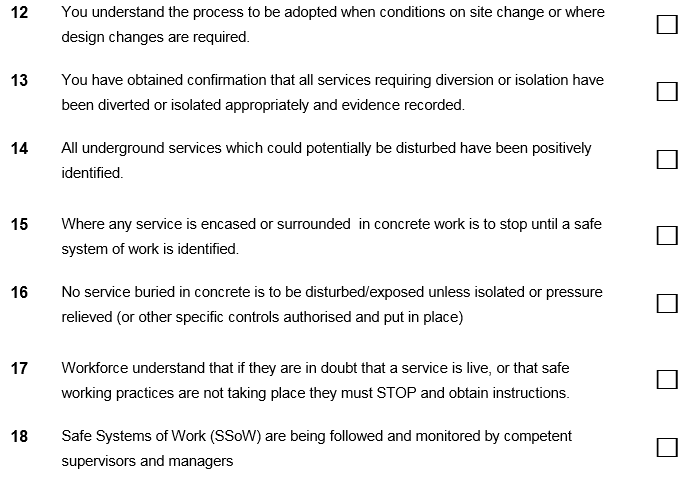 12 You understand the process to be adopted when conditions on site change or where
design changes are required.
13 You have obtained confirmation that all services requiring diversion or isolation have
been diverted or isolated appropriately and evidence recorded.
14 All underground services which could potentially be disturbed have been positively
identified.
15 Where any service is encased or surrounded  in concrete work is to stop until a safe
system of work is identified.
16 No service buried in concrete is to be disturbed/exposed unless isolated or pressure
relieved (or other specific controls authorised and put in place)
17 Workforce understand that if they are in doubt that a service is live, or that safe
working practices are not taking place they must STOP and obtain instructions.
18 Safe Systems of Work (SSoW) are being followed and monitored by competent
supervisors and managers